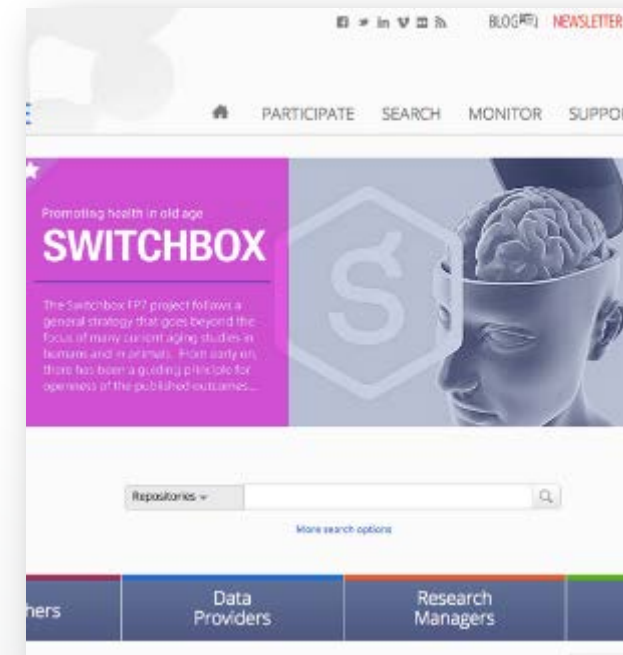 BLOG NEWSLETTER
PARTICIPATE SEARCH MONITOR SUPPOR
Promoting health in old age
SWITCHBOX
The Switchbox FP7 project follows a
general strategy that goes beyond the
focus of many current aging studies in
humans and in animals. From early on,
there has been a guiding principle for
openness of the published outcomes...
Repositories
More search options
hers
Data
Providers
Research
Managers